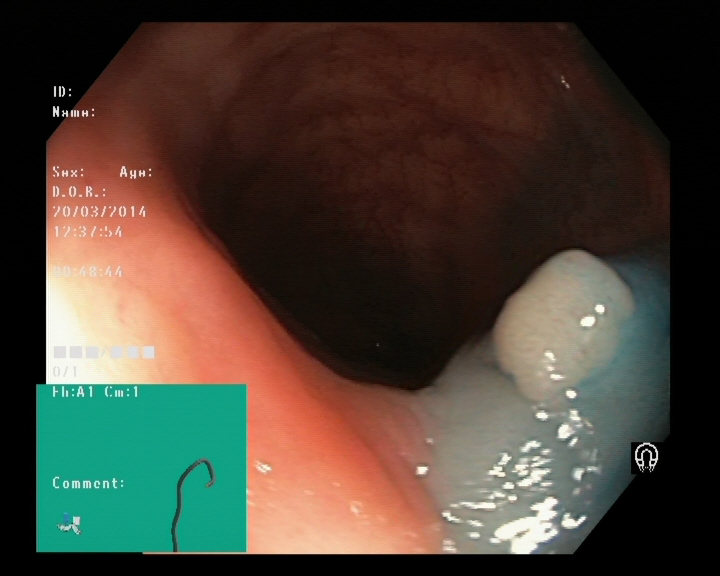 ID:
Name:
Sex: Age:
D.O.B.:
20/03/2014
12:37:54
00:48:44
0/1
Eh:A1 Cm:1
Comment: